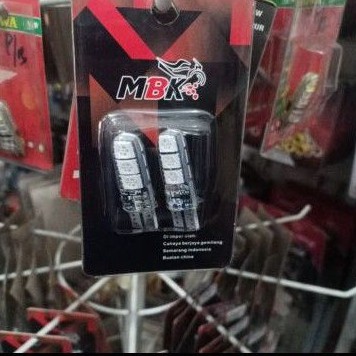 MBK
Di impor oleh:
Cahaya berjaya gemilang
Semarang indonesia
Buatan china